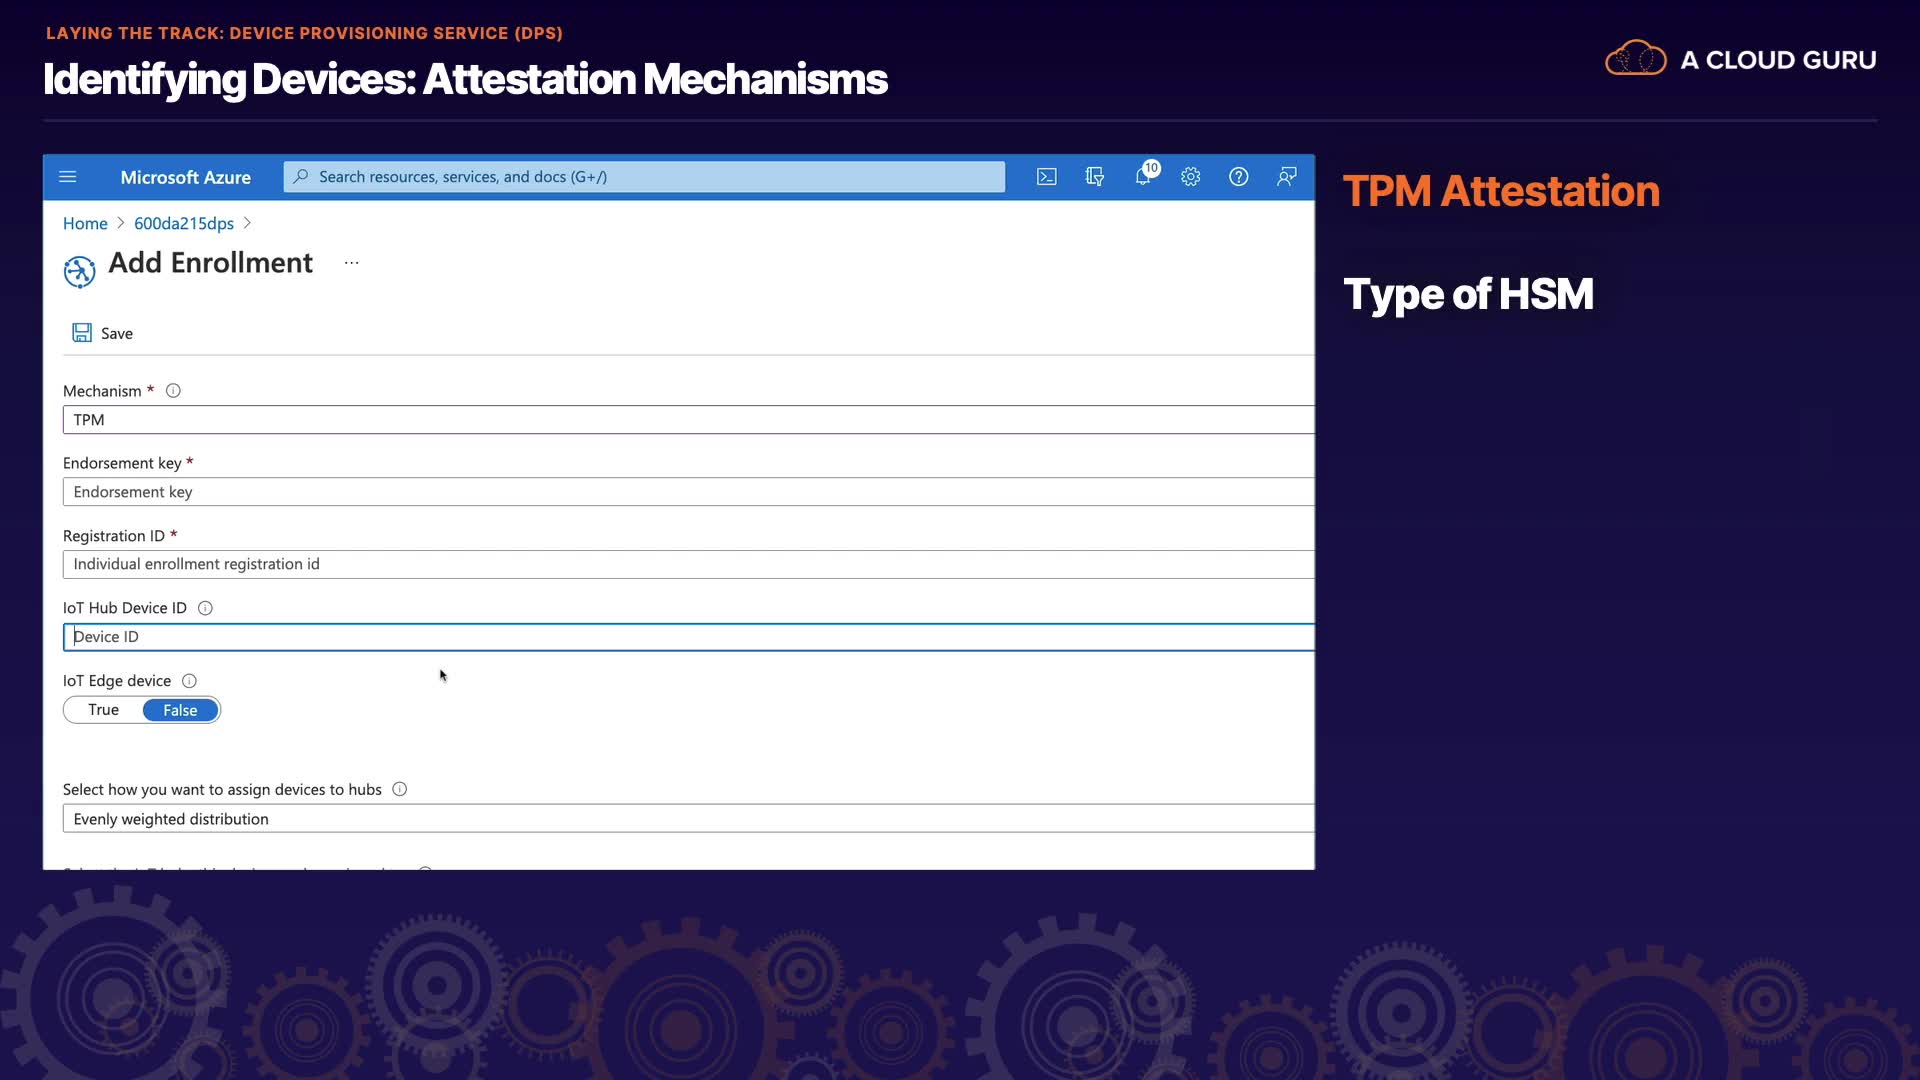 LAYING THE TRACK: DEVICE PROVISIONING SERVICE (DPS)
Identifying Devices: Attestation Mechanisms
A CLOUD GURU
Microsoft Azure
Search resources, services, and docs (G+/)
10
Home > 600da215dps >
Add Enrollment ...
Save
Mechanism *
TPM
Endorsement key *
Endorsement key
Registration ID *
Individual enrollment registration id
IoT Hub Device ID
Device ID
IoT Edge device
True False
Select how you want to assign devices to hubs
Evenly weighted distribution
TPM Attestation
Type of HSM